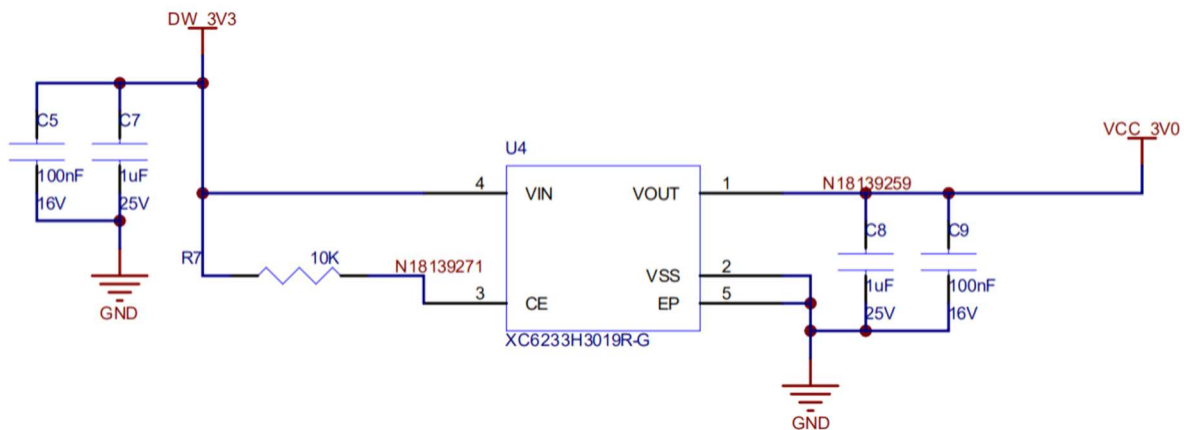 DW_3V3
C5
C7
100nF
1uF
16V
25V
GND
R7
10K
N18139271
U4
4
VIN
VOUT
1
3
CE
VSS
2
EP
5
XC6233H3019R-G
N18139259
VCC_3V0
C8
C9
1uF
100nF
25V
16V
GND